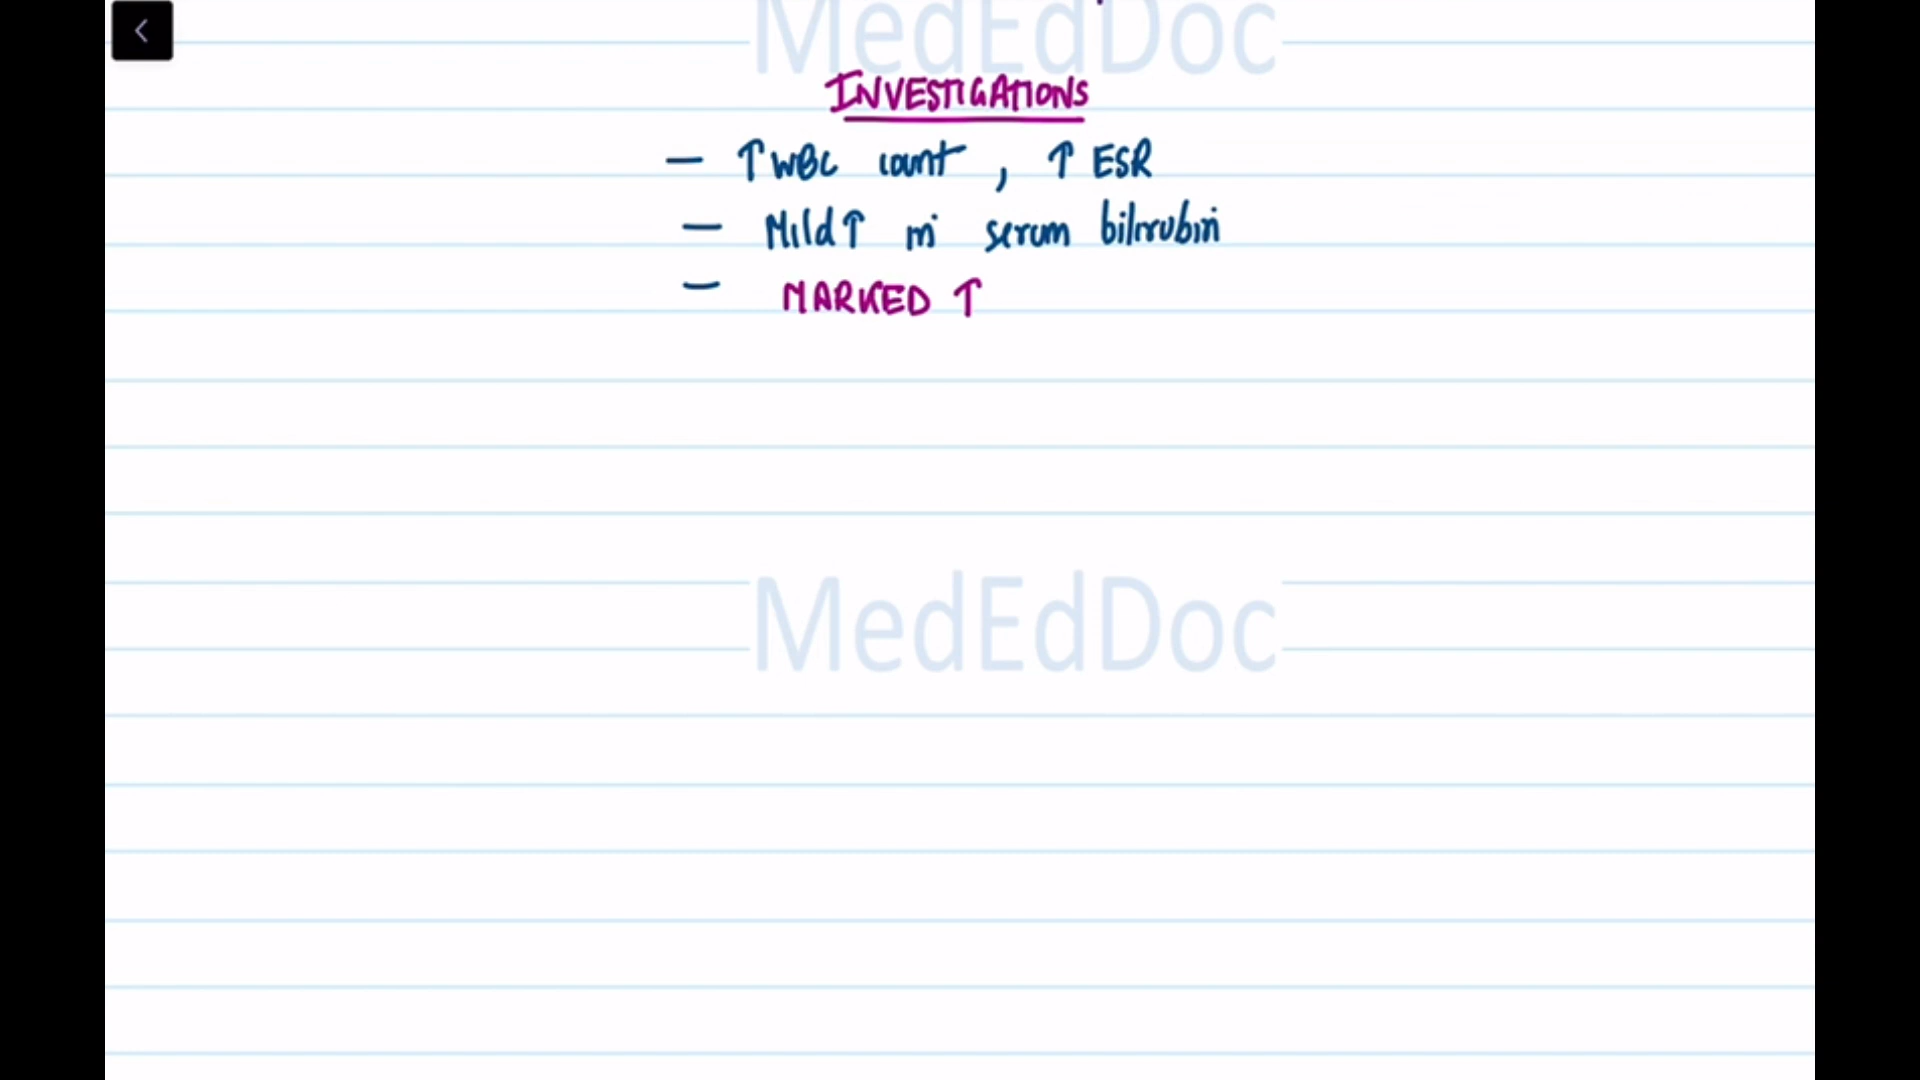 MedEdDoc
INVESTIGATIONS
– ↑ WBC count , ↑ ESR
– Mild ↑ in serum bilirubin
– MARKED ↑
MedEdDoc